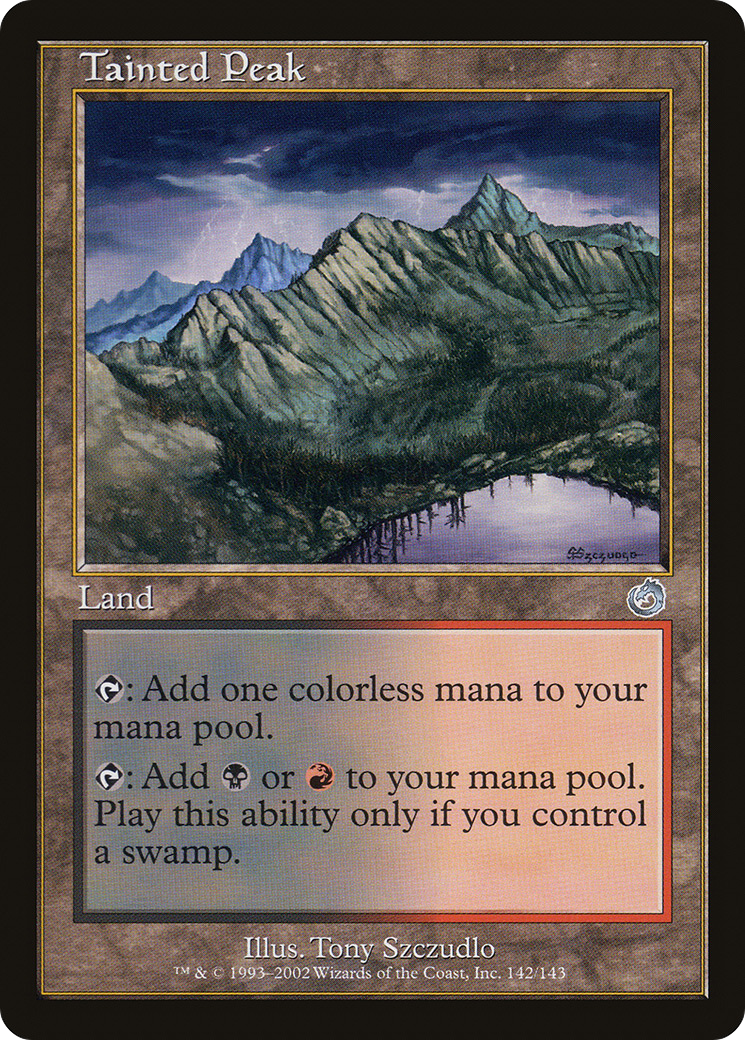 Tainted Peak
Szczudlo
Land
: Add one colorless mana to your
mana pool.
: Add or to your mana pool.
Play this ability only if you control
a swamp.
Illus. Tony Szczudlo
™ & © 1993–2002 Wizards of the Coast, Inc. 142/143